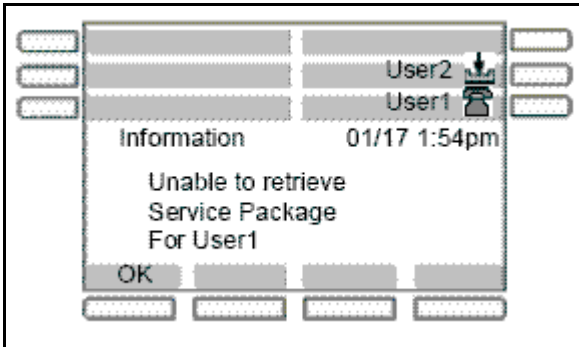 User2
User1
Information 01/17 1:54pm
Unable to retrieve
Service Package
For User1
OK